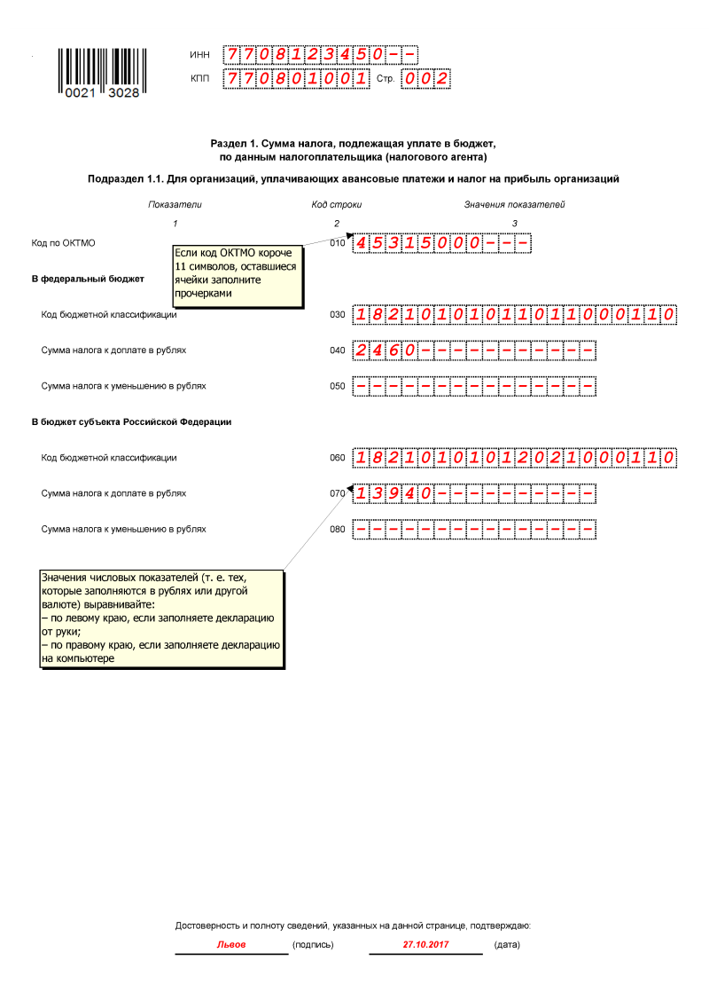 ИНН 7708123450--
КПП 770801001 Стр. 002
0021 3028
Раздел 1. Сумма налога, подлежащая уплате в бюджет,
по данным налогоплательщика (налогового агента)
Подраздел 1.1. Для организаций, уплачивающих авансовые платежи и налог на прибыль организаций
Показатели Код строки Значения показателей
1 2 3
Код по ОКТМО 010 45315000---
Если код ОКТМО короче
11 символов, оставшиеся
ячейки заполните
прочерками
В федеральный бюджет
Код бюджетной классификации 030 18210101011011000110
Сумма налога к доплате в рублях 040 2460-----------
Сумма налога к уменьшению в рублях 050 ---------------
В бюджет субъекта Российской Федерации
Код бюджетной классификации 060 18210101012021000110
Сумма налога к доплате в рублях 070 13940----------
Сумма налога к уменьшению в рублях 080 ---------------
Значения числовых показателей (т. е. тех,
которые заполняются в рублях или другой
валюте) выравнивайте:
– по левому краю, если заполняете декларацию
от руки;
– по правому краю, если заполняете декларацию
на компьютере
Достоверность и полноту сведений, указанных на данной странице, подтверждаю:
Львов (подпись) 27.10.2017 (дата)